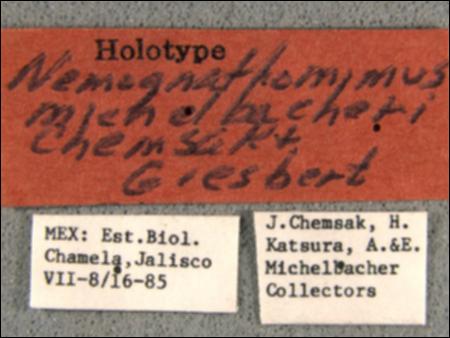 Holotype
Nemognathomimus
michelbacheri
Chemsak &
Giesbert
MEX: Est.Biol.
Chamela,Jalisco
VII-8/16-85
J.Chemsak, H.
Katsura, A.&E.
Michelbacher
Collectors